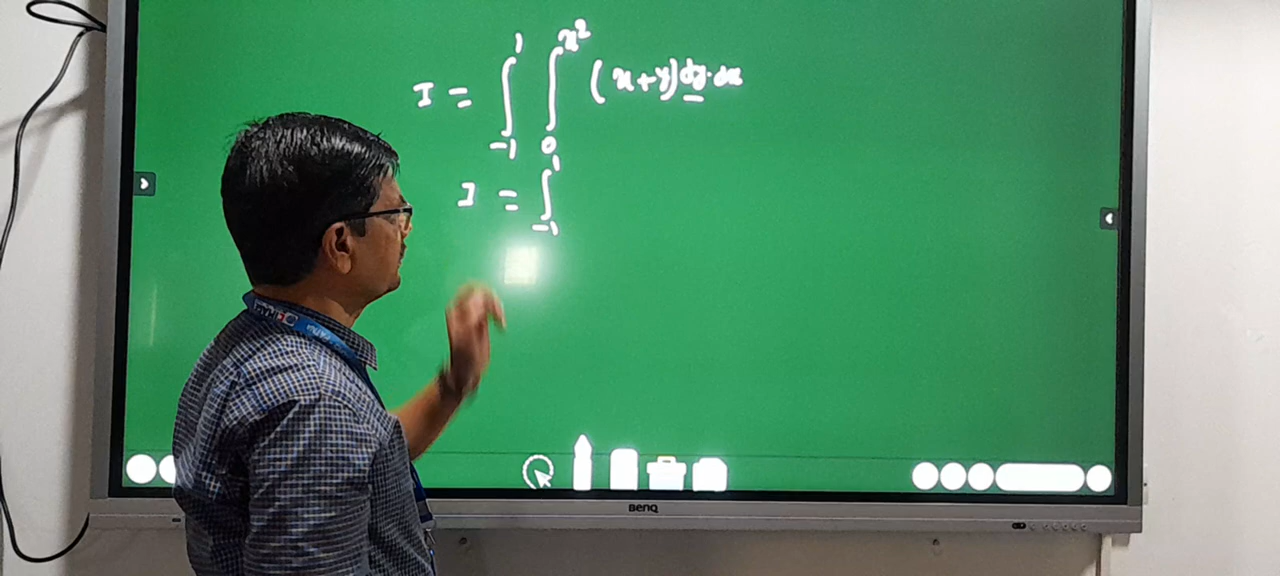 I = ∫_{-1}^{1} ∫_{0}^{x²} (x+y) dy·dx
I = ∫_{-1}^{1}
BenQ